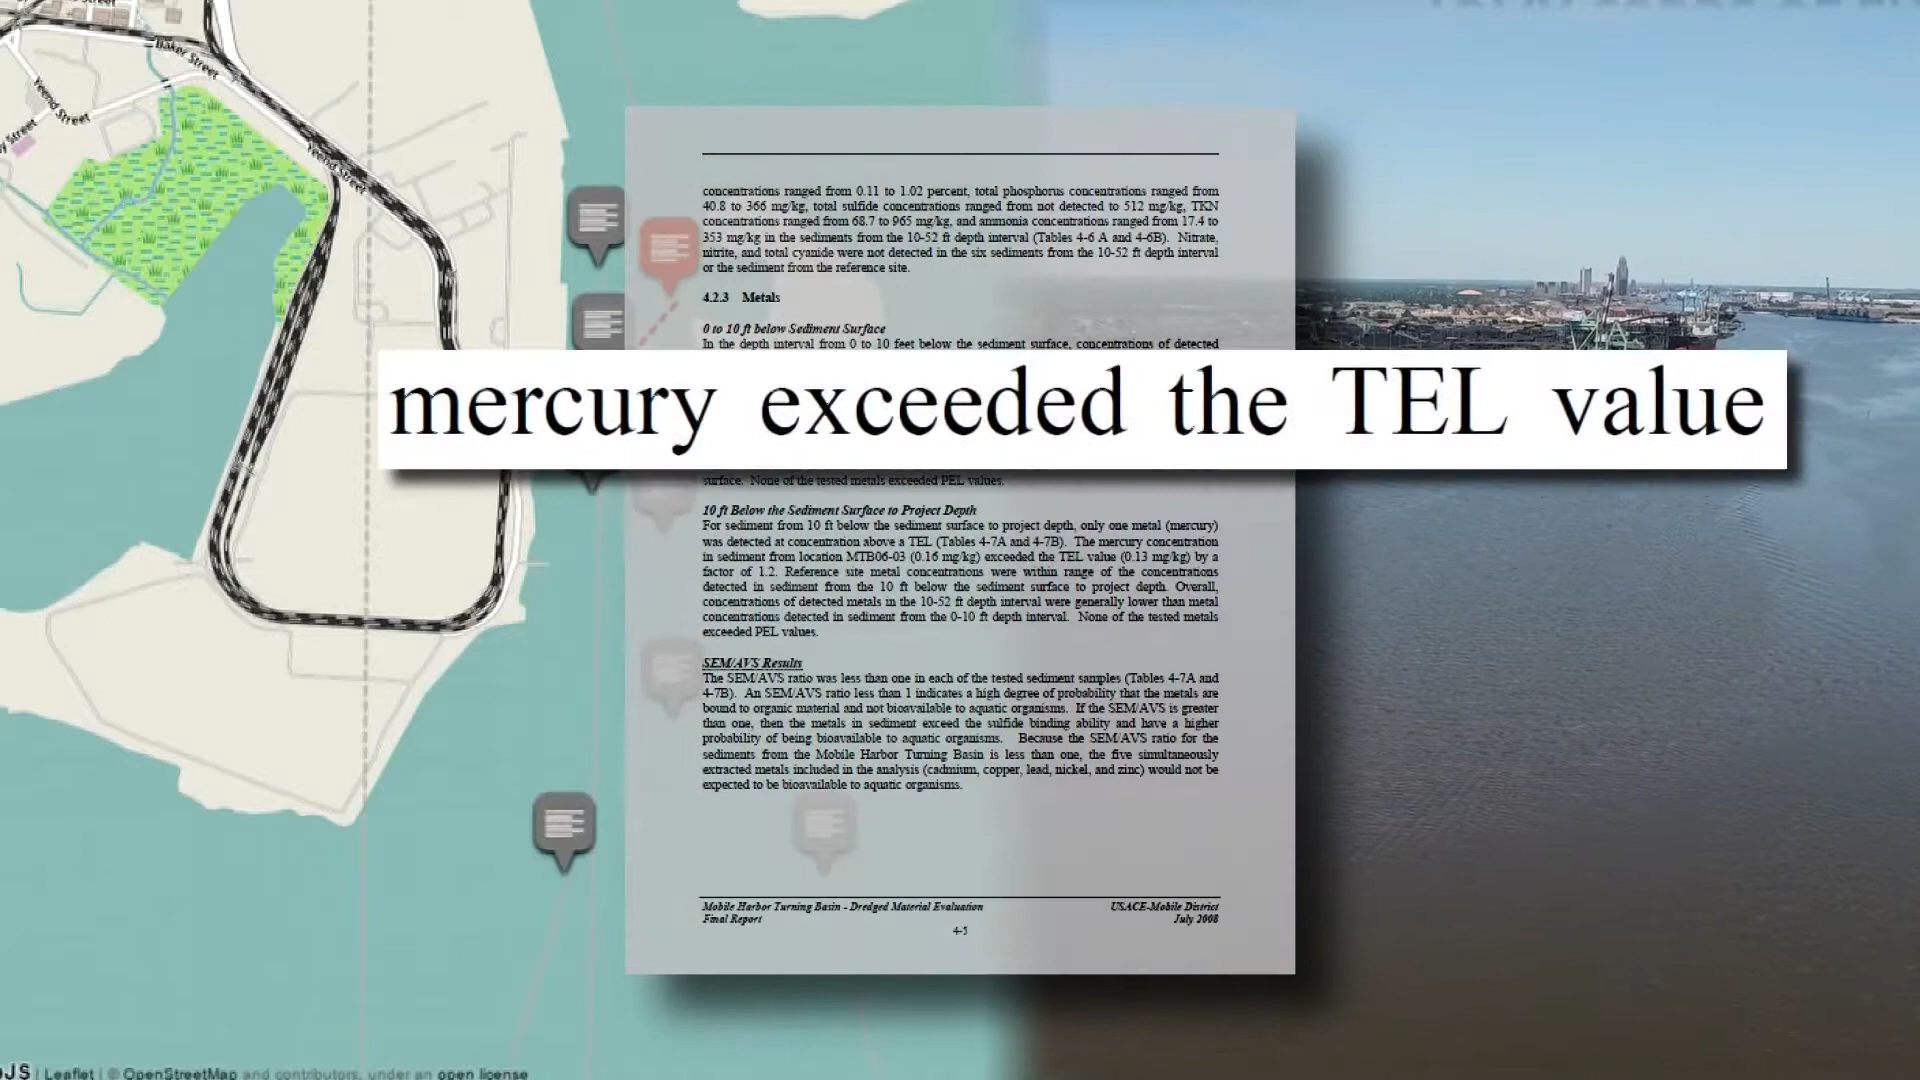 Baker Street
Yeend Street
Street
Yeend Street
concentrations ranged from 0.11 to 1.02 percent, total phosphorus concentrations ranged from
40.8 to 366 mg/kg, total sulfide concentrations ranged from not detected to 512 mg/kg, TKN
concentrations ranged from 68.7 to 965 mg/kg, and ammonia concentrations ranged from 17.4 to
353 mg/kg in the sediments from the 10-52 ft depth interval (Tables 4-6 A and 4-6B). Nitrate,
nitrite, and total cyanide were not detected in the six sediments from the 10-52 ft depth interval
or the sediment from the reference site.
4.2.3 Metals
0 to 10 ft below Sediment Surface
In the depth interval from 0 to 10 feet below the sediment surface, concentrations of detected
mercury exceeded the TEL value
surface. None of the tested metals exceeded PEL values.
10 ft Below the Sediment Surface to Project Depth
For sediment from 10 ft below the sediment surface to project depth, only one metal (mercury)
was detected at concentration above a TEL (Tables 4-7A and 4-7B). The mercury concentration
in sediment from location MTB06-03 (0.16 mg/kg) exceeded the TEL value (0.13 mg/kg) by a
factor of 1.2. Reference site metal concentrations were within range of the concentrations
detected in sediment from the 10 ft below the sediment surface to project depth. Overall,
concentrations of detected metals in the 10-52 ft depth interval were generally lower than metal
concentrations detected in sediment from the 0-10 ft depth interval. None of the tested metals
exceeded PEL values.
SEM/AVS Results
The SEM/AVS ratio was less than one in each of the tested sediment samples (Tables 4-7A and
4-7B). An SEM/AVS ratio less than 1 indicates a high degree of probability that the metals are
bound to organic material and not bioavailable to aquatic organisms. If the SEM/AVS is greater
than one, then the metals in sediment exceed the sulfide binding ability and have a higher
probability of being bioavailable to aquatic organisms. Because the SEM/AVS ratio for the
sediments from the Mobile Harbor Turning Basin is less than one, the five simultaneously
extracted metals included in the analysis (cadmium, copper, lead, nickel, and zinc) would not be
expected to be bioavailable to aquatic organisms.
Mobile Harbor Turning Basin - Dredged Material Evaluation USACE-Mobile District
Final Report July 2008
4-5
JS | Leaflet | © OpenStreetMap and contributors, under an open license